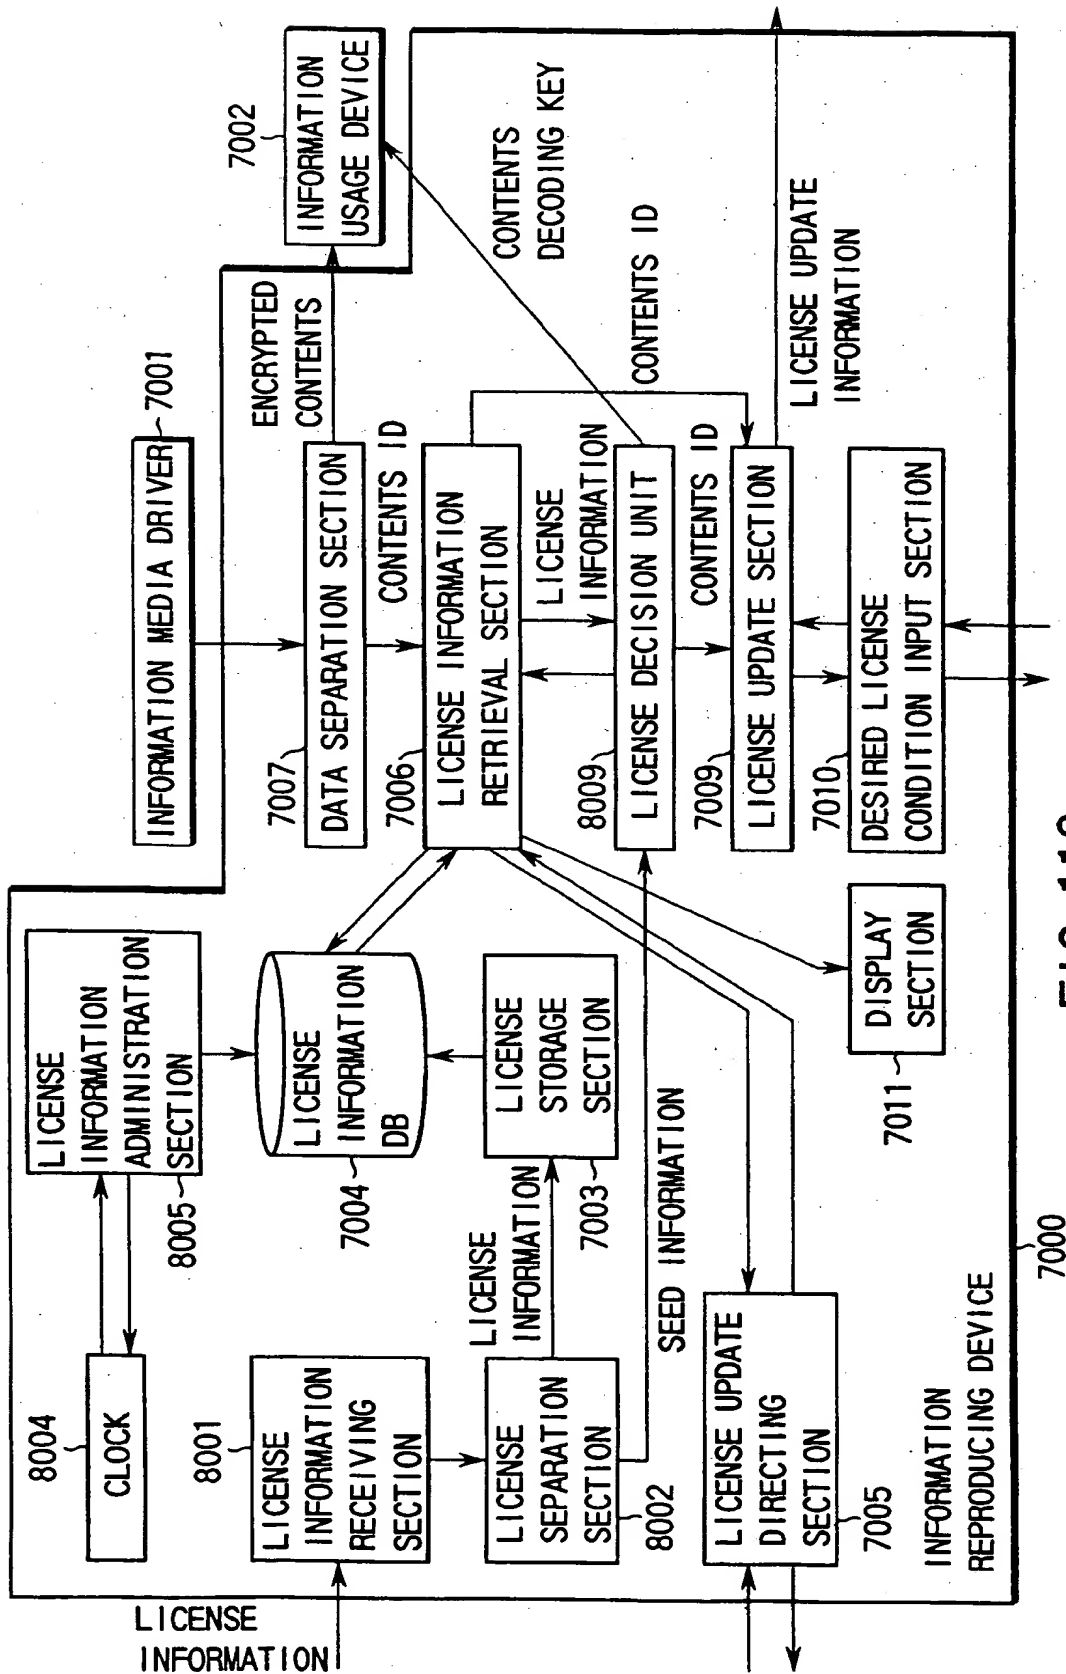 LICENSE
INFORMATION
8004
CLOCK
LICENSE
INFORMATION
ADMINISTRATION
SECTION
8005
8001
LICENSE
INFORMATION
RECEIVING
SECTION
LICENSE
SEPARATION
SECTION
8002
LICENSE
INFORMATION
LICENSE
INFORMATION
DB
7004
LICENSE
STORAGE
SECTION
7003
SEED INFORMATION
LICENSE UPDATE
DIRECTING
SECTION
7005
INFORMATION
REPRODUCING DEVICE
7000
DISPLAY
SECTION
7011
INFORMATION MEDIA DRIVER
7001
7007
DATA SEPARATION SECTION
ENCRYPTED
CONTENTS
7002
INFORMATION
USAGE DEVICE
CONTENTS ID
7006
LICENSE INFORMATION
RETRIEVAL SECTION
LICENSE
INFORMATION
CONTENTS
DECODING KEY
CONTENTS ID
8009
LICENSE DECISION UNIT
CONTENTS ID
7009
LICENSE UPDATE SECTION
LICENSE UPDATE
INFORMATION
7010
DESIRED LICENSE
CONDITION INPUT SECTION